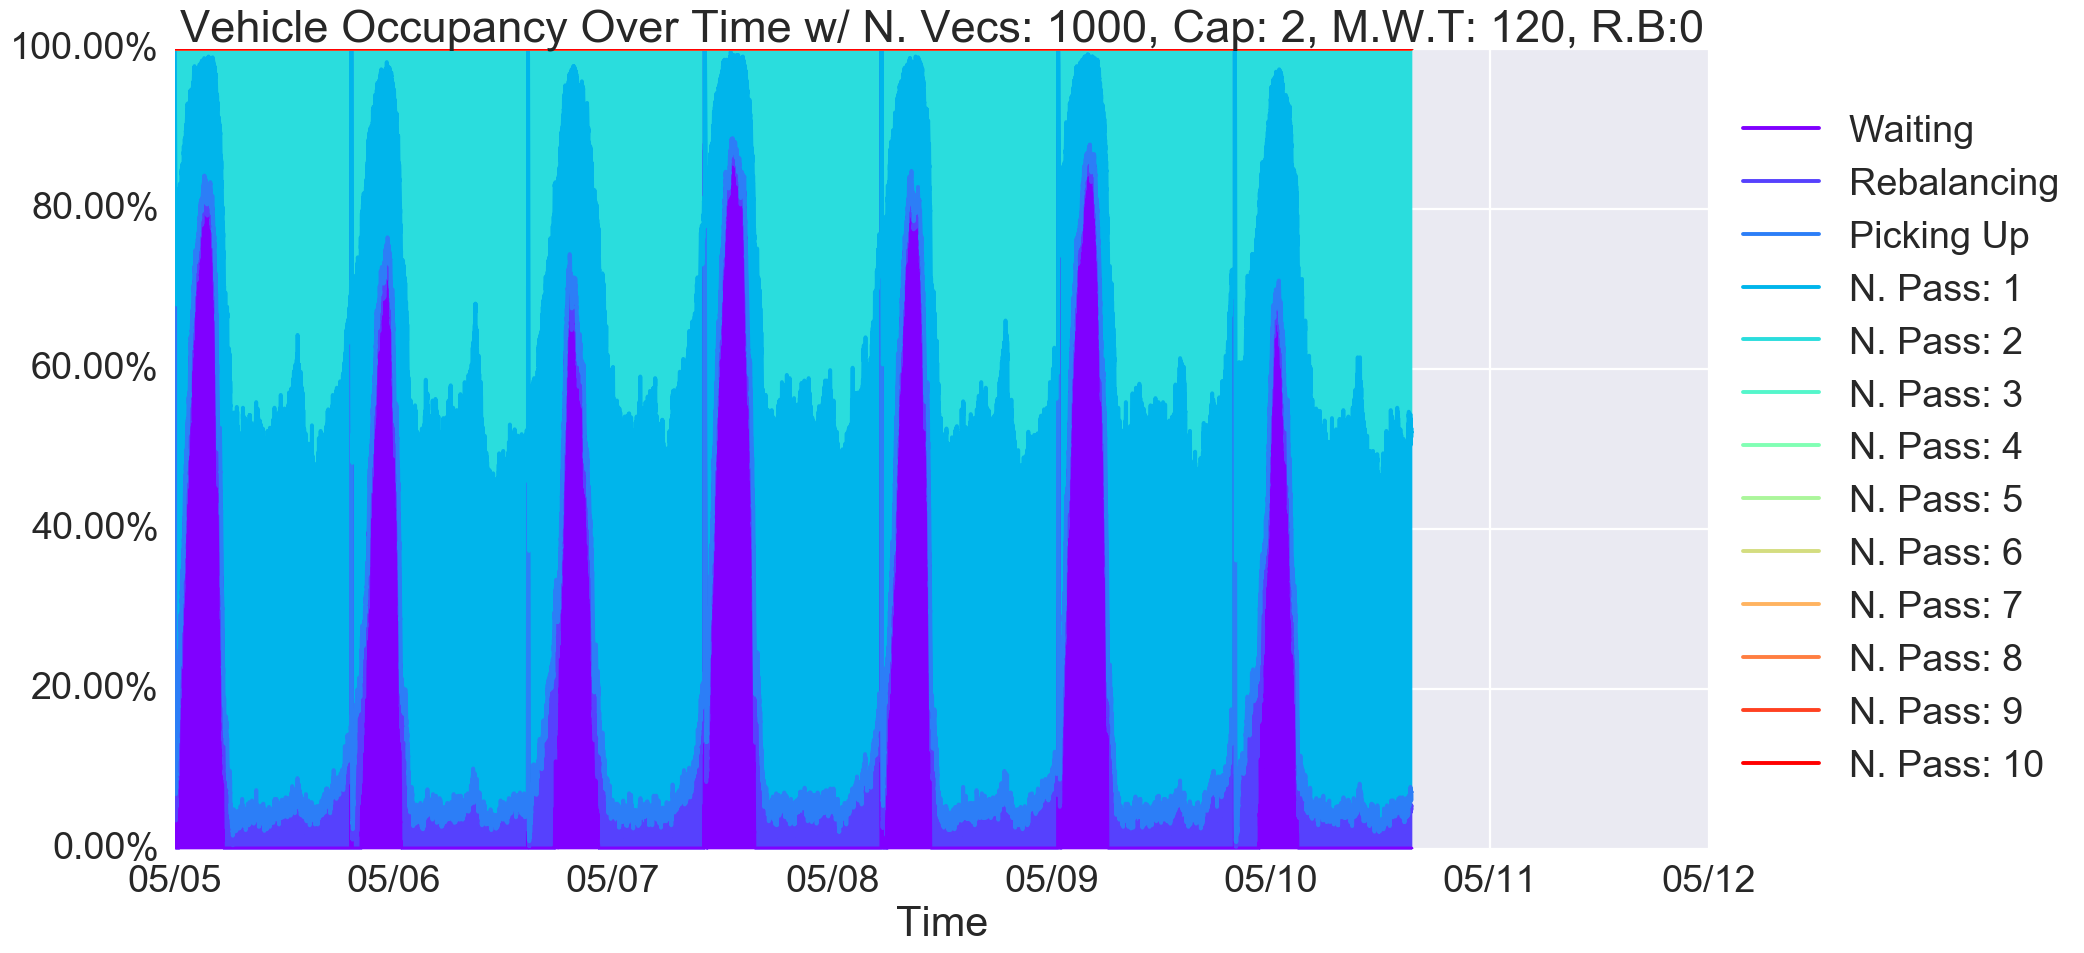 Vehicle Occupancy Over Time w/ N. Vecs: 1000, Cap: 2, M.W.T: 120, R.B:0
100.00%
80.00%
60.00%
40.00%
20.00%
0.00%
05/05 05/06 05/07 05/08 05/09 05/10 05/11 05/12
Time
Waiting
Rebalancing
Picking Up
N. Pass: 1
N. Pass: 2
N. Pass: 3
N. Pass: 4
N. Pass: 5
N. Pass: 6
N. Pass: 7
N. Pass: 8
N. Pass: 9
N. Pass: 10